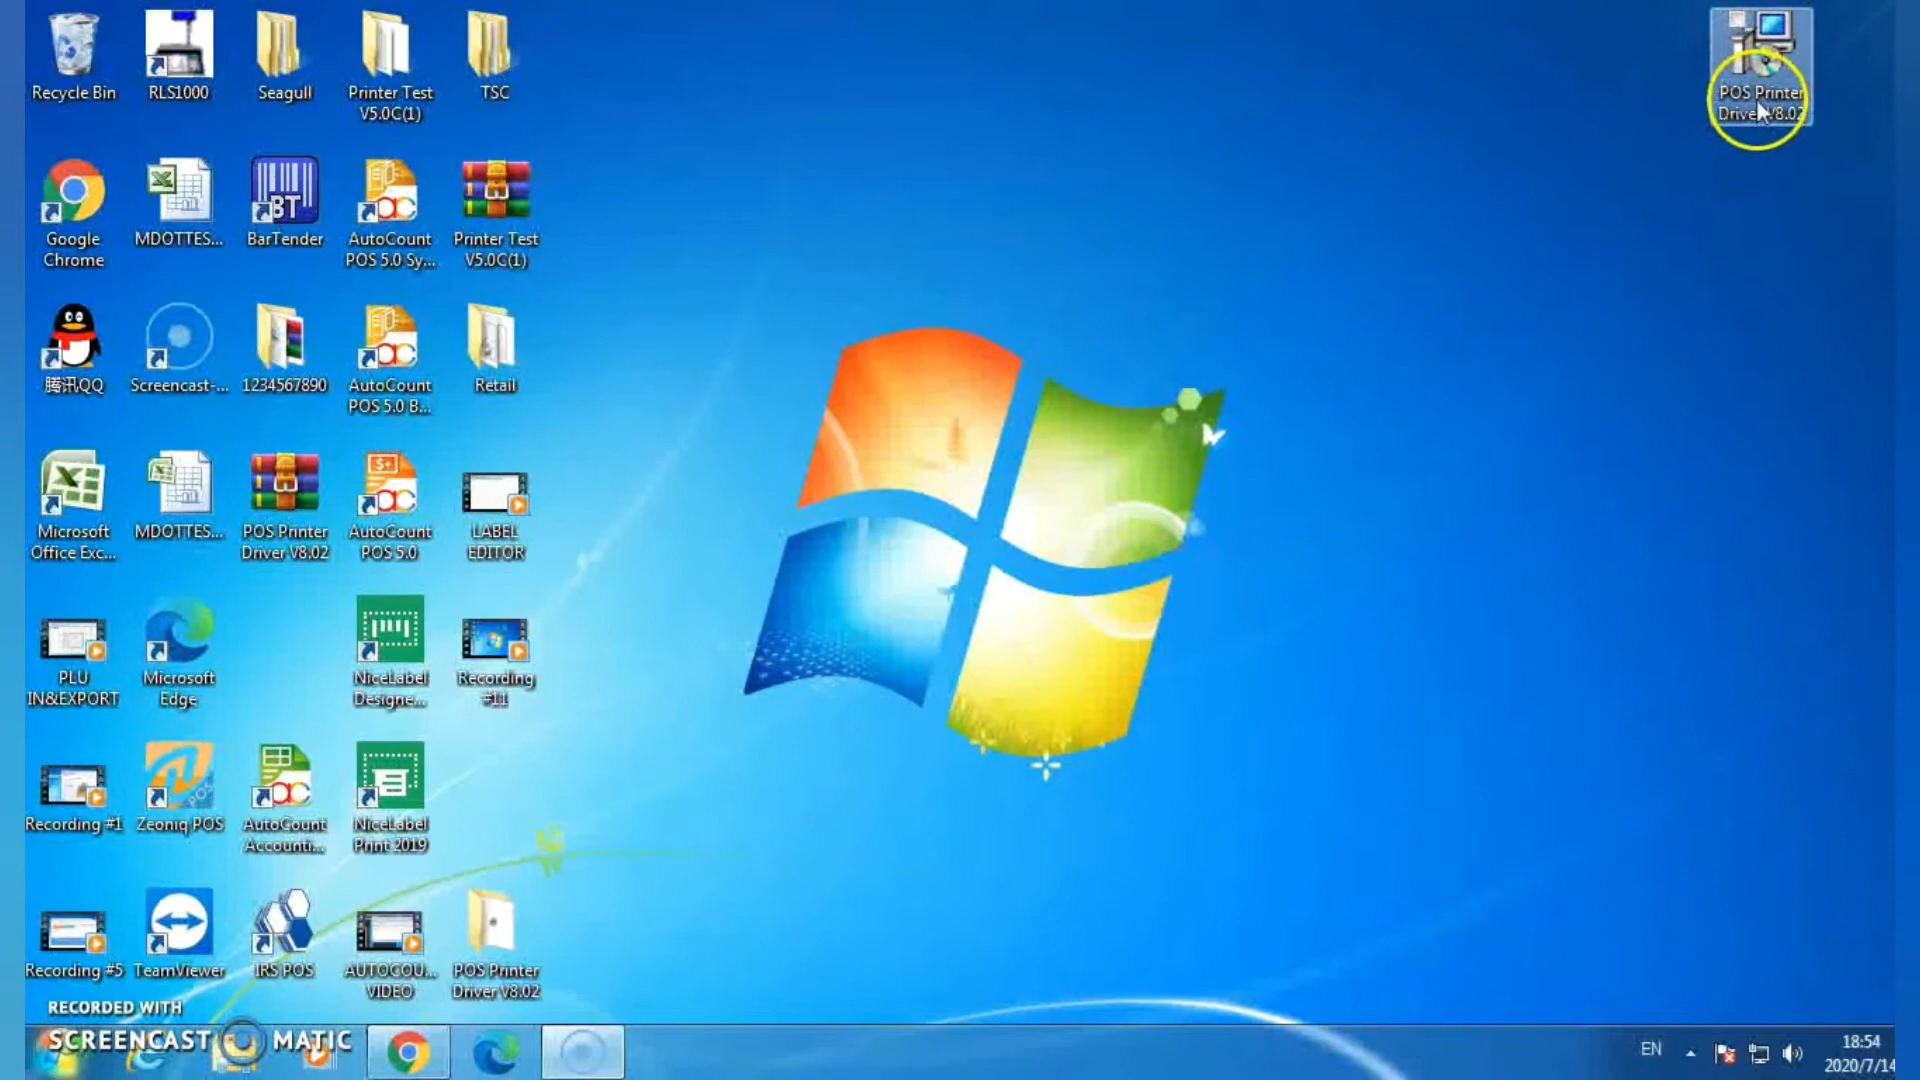 Recycle Bin
RLS1000
Seagull
Printer Test
V5.0C(1)
TSC
POS Printer
Driver V8.02
Google
Chrome
MDOTTES...
BT
BarTender
AutoCount
POS 5.0 Sy...
Printer Test
V5.0C(1)
腾讯QQ
Screencast-...
1234567890
AutoCount
POS 5.0 B...
Retail
Microsoft
Office Exc...
MDOTTES...
POS Printer
Driver V8.02
AutoCount
POS 5.0
LABEL
EDITOR
PLU
IN&EXPORT
Microsoft
Edge
NiceLabel
Designe...
Recording
#11
Recording #1
POS
Zeoniq POS
AutoCount
Accounti...
NiceLabel
Print 2019
Recording #5
TeamViewer
IRS POS
AUTOCOU...
VIDEO
POS Printer
Driver V8.02
RECORDED WITH
SCREENCAST MATIC
EN
18:54
2020/7/14